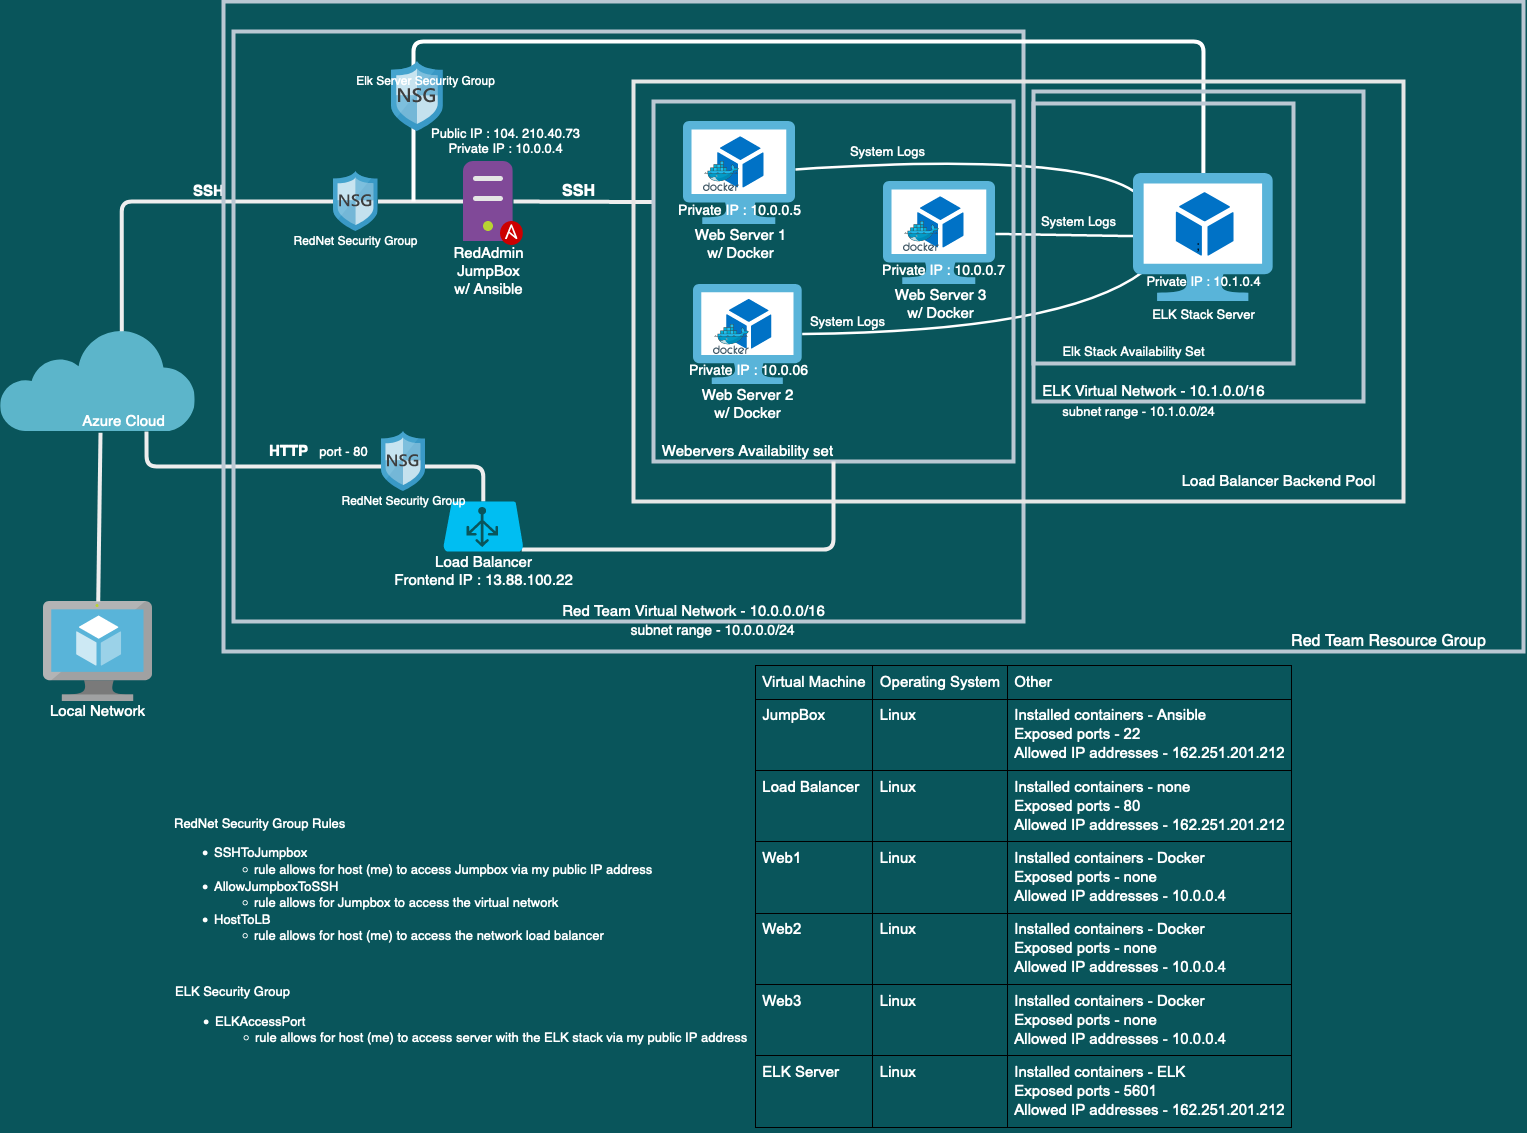 Elk Server Security Group
NSG
Public IP : 104. 210.40.73
Private IP : 10.0.0.4
SSH
NSG
RedNet Security Group
SSH
RedAdmin
JumpBox
w/ Ansible
docker
Private IP : 10.0.0.5
Web Server 1
w/ Docker
System Logs
docker
Private IP : 10.0.0.7
Web Server 3
w/ Docker
System Logs
docker
Private IP : 10.0.06
Web Server 2
w/ Docker
System Logs
Private IP : 10.1.0.4
ELK Stack Server
Elk Stack Availability Set
ELK Virtual Network - 10.1.0.0/16
subnet range - 10.1.0.0/24
Azure Cloud
HTTP port - 80
NSG
RedNet Security Group
Webervers Availability set
Load Balancer Backend Pool
Load Balancer
Frontend IP : 13.88.100.22
Red Team Virtual Network - 10.0.0.0/16
subnet range - 10.0.0.0/24
Red Team Resource Group
Local Network
Virtual Machine Operating System Other
JumpBox Linux Installed containers - Ansible
Exposed ports - 22
Allowed IP addresses - 162.251.201.212
Load Balancer Linux Installed containers - none
Exposed ports - 80
Allowed IP addresses - 162.251.201.212
Web1 Linux Installed containers - Docker
Exposed ports - none
Allowed IP addresses - 10.0.0.4
Web2 Linux Installed containers - Docker
Exposed ports - none
Allowed IP addresses - 10.0.0.4
Web3 Linux Installed containers - Docker
Exposed ports - none
Allowed IP addresses - 10.0.0.4
ELK Server Linux Installed containers - ELK
Exposed ports - 5601
Allowed IP addresses - 162.251.201.212
RedNet Security Group Rules
SSHToJumpbox
rule allows for host (me) to access Jumpbox via my public IP address
AllowJumpboxToSSH
rule allows for Jumpbox to access the virtual network
HostToLB
rule allows for host (me) to access the network load balancer
ELK Security Group
ELKAccessPort
rule allows for host (me) to access server with the ELK stack via my public IP address